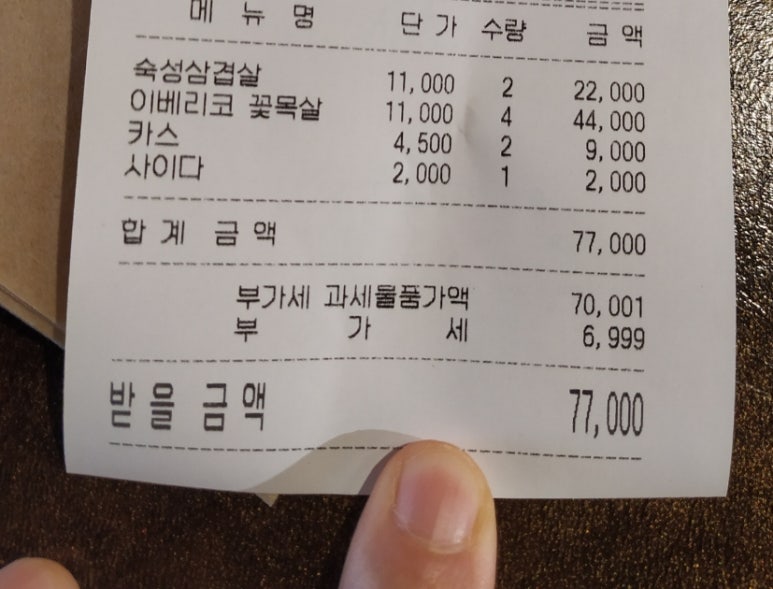 메 뉴 명 단 가 수량 금 액
숙성삼겹살 11,000 2 22,000
이베리코 꽃목살 11,000 4 44,000
카스 4,500 2 9,000
사이다 2,000 1 2,000
합 계 금 액 77,000
부가세 과세물품가액 70,001
부 가 세 6,999
받 을 금 액 77,000